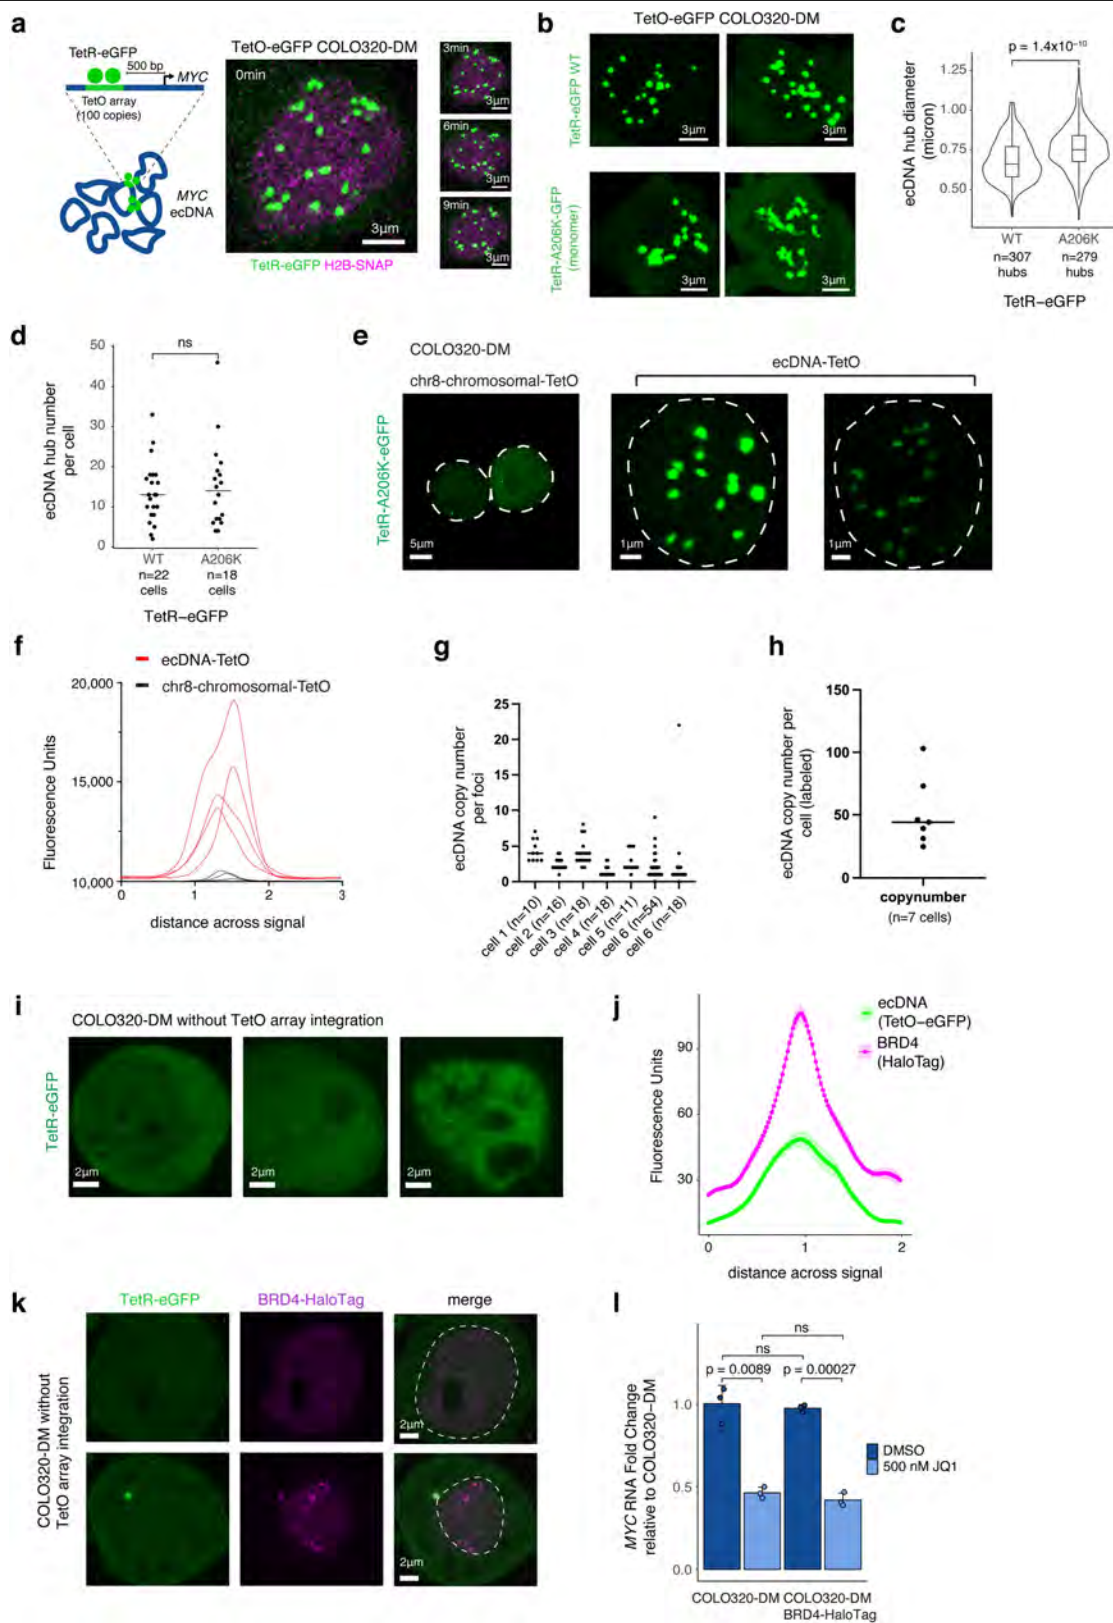 a
TetR-eGFP
500 bp
MYC
TetO array
(100 copies)
MYC
ecDNA
TetO-eGFP COLO320-DM
0min
3µm
TetR-eGFP H2B-SNAP
3min
3µm
6min
3µm
9min
3µm
b
TetO-eGFP COLO320-DM
TetR-eGFP WT
3µm
3µm
TetR-A206K-GFP
(monomer)
3µm
3µm
c
p = 1.4x10⁻¹⁰
ecDNA hub diameter
(micron)
1.25
1.00
0.75
0.50
WT
n=307
hubs
A206K
n=279
hubs
TetR−eGFP
d
ns
ecDNA hub number
per cell
50
40
30
20
10
0
WT
n=22
cells
A206K
n=18
cells
TetR−eGFP
e
COLO320-DM
chr8-chromosomal-TetO
ecDNA-TetO
TetR-A206K-eGFP
5µm
1µm
1µm
f
ecDNA-TetO
chr8-chromosomal-TetO
Fluorescence Units
20,000
15,000
10,000
0
1
2
3
distance across signal
g
ecDNA copy number
per foci
25
20
15
10
5
0
cell 1 (n=10)
cell 2 (n=16)
cell 3 (n=18)
cell 4 (n=18)
cell 5 (n=11)
cell 6 (n=54)
cell 6 (n=18)
h
ecDNA copy number per
cell (labeled)
150
100
50
0
copynumber
(n=7 cells)
i
COLO320-DM without TetO array integration
TetR-eGFP
2µm
2µm
2µm
j
ecDNA
(TetO−eGFP)
BRD4
(HaloTag)
Fluorescence Units
90
60
30
0
1
2
distance across signal
k
TetR-eGFP
BRD4-HaloTag
merge
COLO320-DM without
TetO array integration
2µm
2µm
l
ns
ns
p = 0.0089
p = 0.00027
MYC RNA Fold Change
relative to COLO320−DM
1.0
0.5
0.0
DMSO
500 nM JQ1
COLO320-DM
COLO320-DM
BRD4-HaloTag